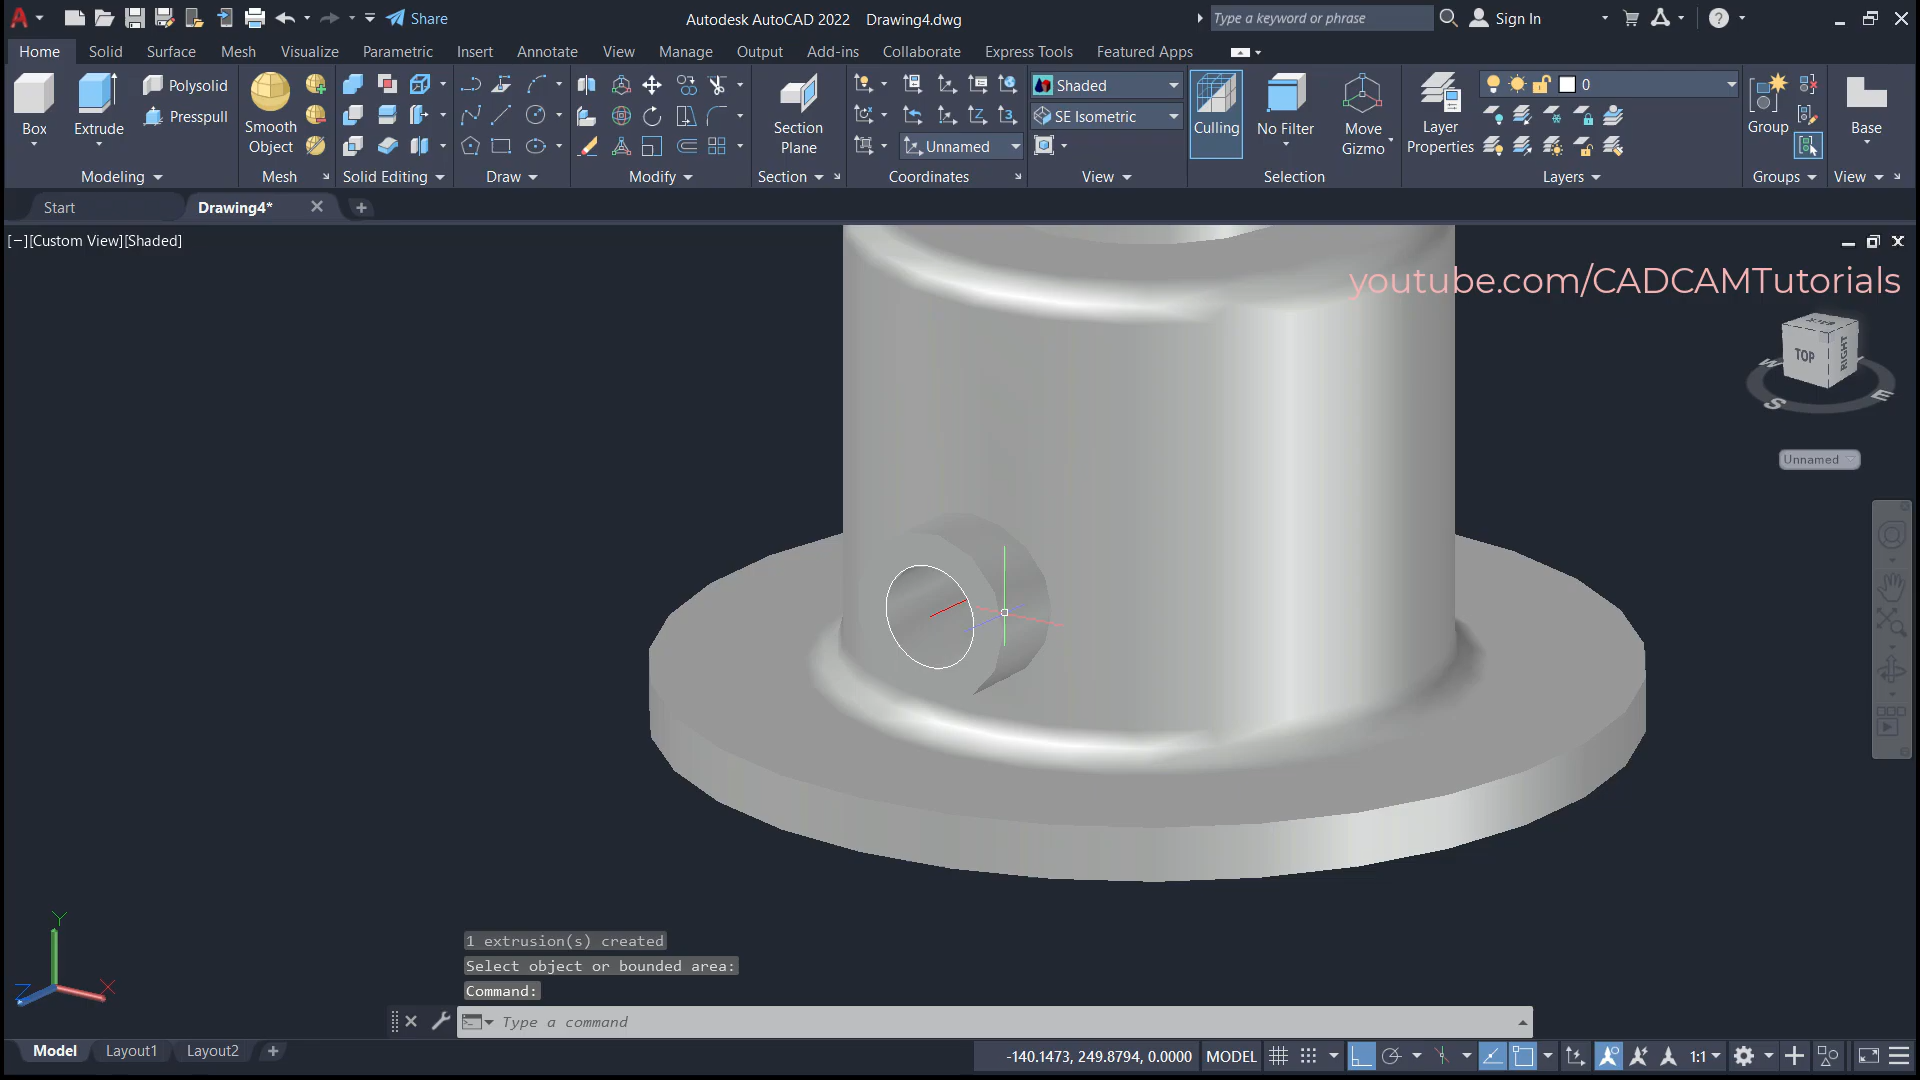 Share
Autodesk AutoCAD 2022 Drawing4.dwg
Type a keyword or phrase
Sign In
Home Solid Surface Mesh Visualize Parametric Insert Annotate View Manage Output Add-ins Collaborate Express Tools Featured Apps
Box
Extrude
Polysolid
Presspull
Smooth
Object
Section
Plane
Unnamed
Shaded
SE Isometric
Culling
No Filter
Move
Gizmo
Layer
Properties
0
Group
Base
Modeling Mesh Solid Editing Draw Modify Section Coordinates View Selection Layers Groups View
Start
Drawing4*
[−][Custom View][Shaded]
youtube.com/CADCAMTutorials
TOP
RIGHT
BACK
W
S
E
Unnamed
Y
Z
X
1 extrusion(s) created
Select object or bounded area:
Command:
Type a command
Model Layout1 Layout2
-140.1473, 249.8794, 0.0000 MODEL 1:1